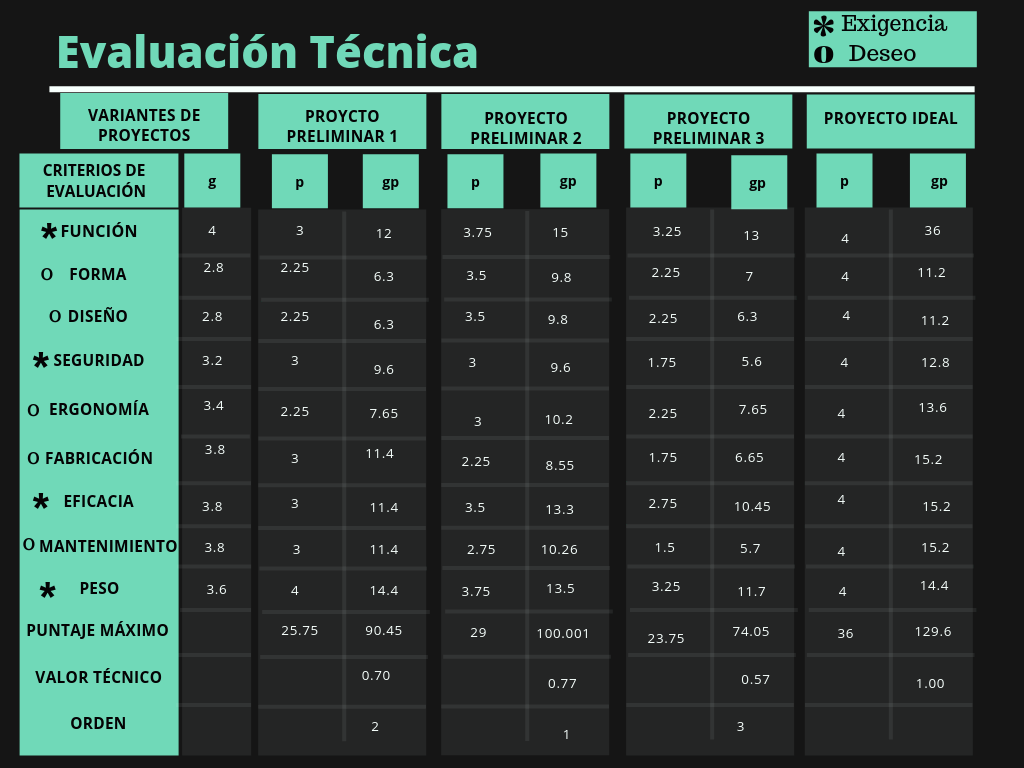 Evaluación Técnica
* Exigencia
o Deseo
VARIANTES DE
PROYECTOS
PROYCTO
PRELIMINAR 1
PROYECTO
PRELIMINAR 2
PROYECTO
PRELIMINAR 3
PROYECTO IDEAL
CRITERIOS DE
EVALUACIÓN
g p gp p gp p gp p gp
* FUNCIÓN 4 3 12 3.75 15 3.25 13 4 36
O FORMA 2.8 2.25 6.3 3.5 9.8 2.25 7 4 11.2
O DISEÑO 2.8 2.25 6.3 3.5 9.8 2.25 6.3 4 11.2
* SEGURIDAD 3.2 3 9.6 3 9.6 1.75 5.6 4 12.8
O ERGONOMÍA 3.4 2.25 7.65 3 10.2 2.25 7.65 4 13.6
O FABRICACIÓN 3.8 3 11.4 2.25 8.55 1.75 6.65 4 15.2
* EFICACIA 3.8 3 11.4 3.5 13.3 2.75 10.45 4 15.2
O MANTENIMIENTO 3.8 3 11.4 2.75 10.26 1.5 5.7 4 15.2
* PESO 3.6 4 14.4 3.75 13.5 3.25 11.7 4 14.4
PUNTAJE MÁXIMO 25.75 90.45 29 100.001 23.75 74.05 36 129.6
VALOR TÉCNICO 0.70 0.77 0.57 1.00
ORDEN 2 1 3